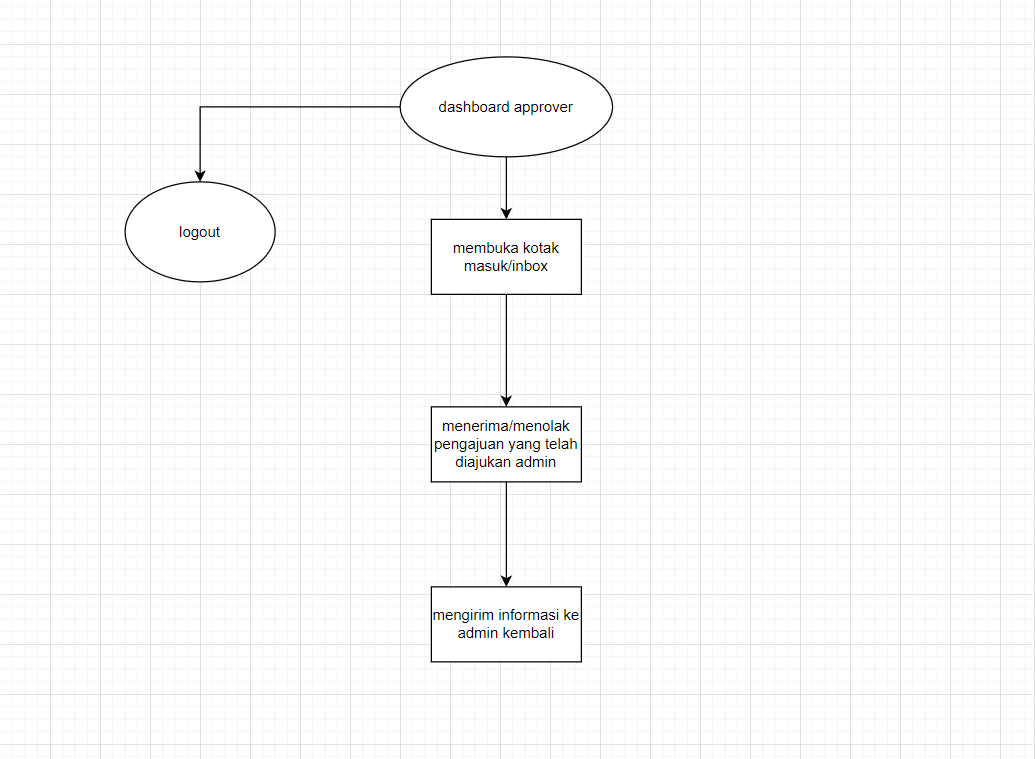 dashboard approver
logout
membuka kotak
masuk/inbox
menerima/menolak
pengajuan yang telah
diajukan admin
mengirim informasi ke
admin kembali